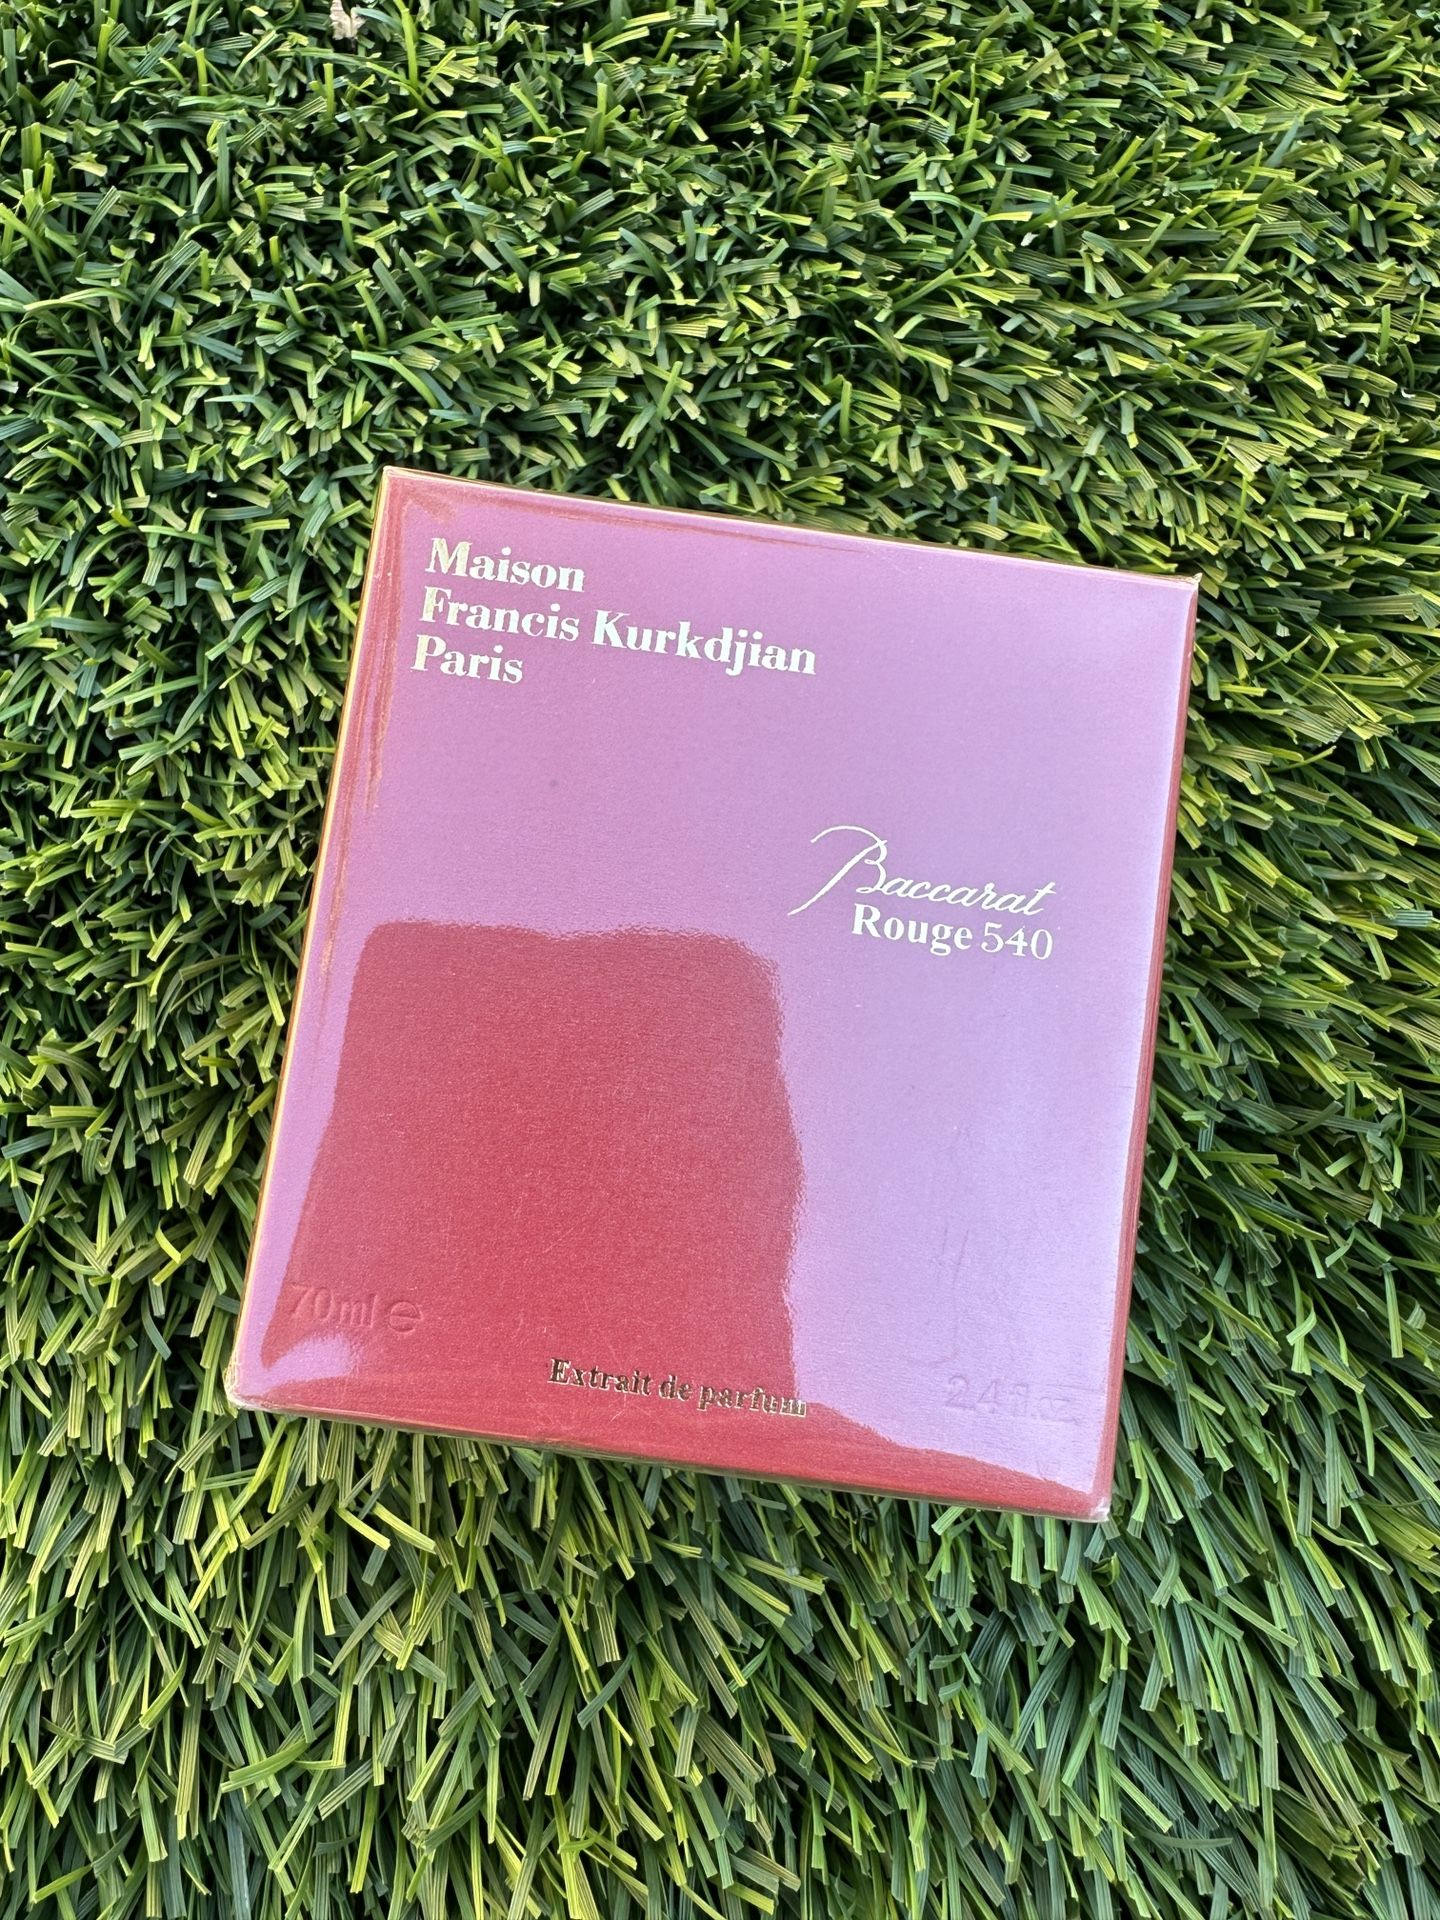 Maison
Francis Kurkdjian
Paris
Baccarat
Rouge 540
70ml ℮
Extrait de parfum
2.4 fl.oz.